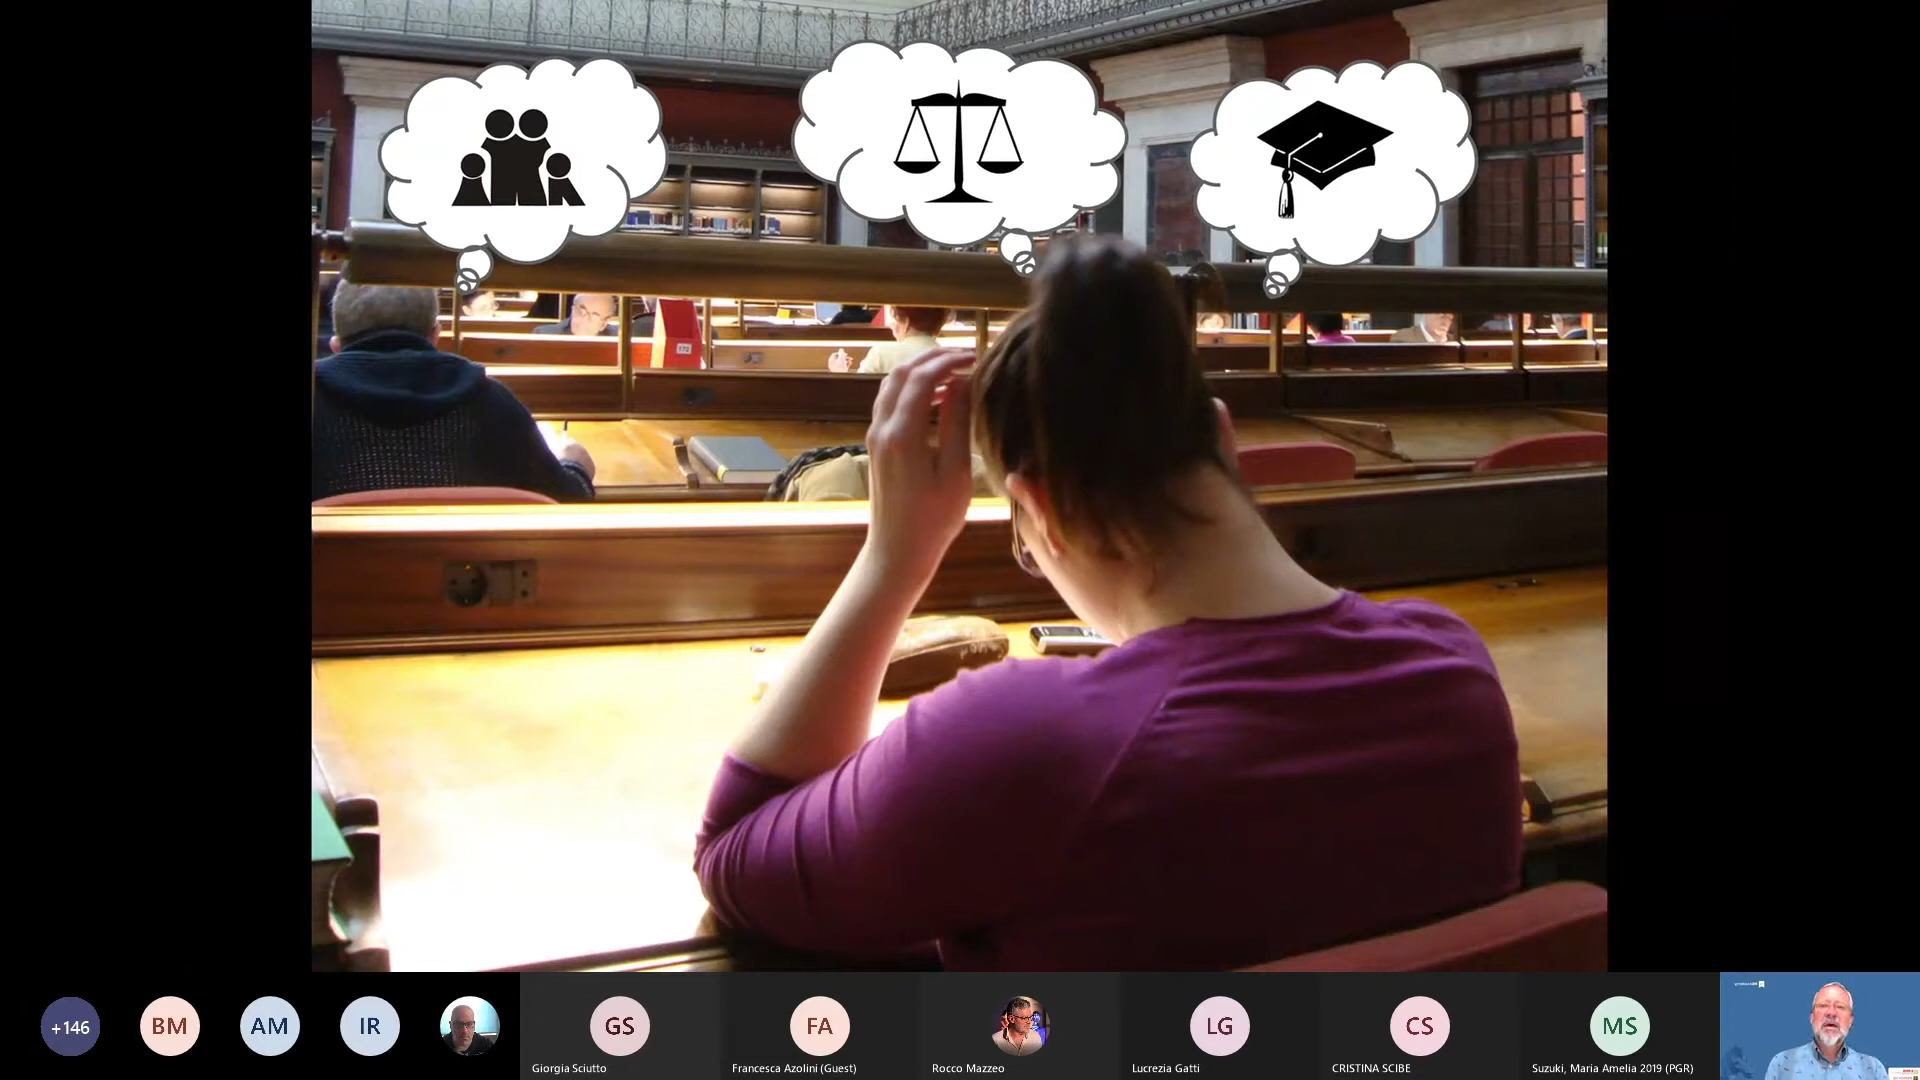 172
+146
BM
AM
IR
GS
FA
LG
CS
MS
Giorgia Sciutto
Francesca Azolini (Guest)
Rocco Mazzeo
Lucrezia Gatti
CRISTINA SCIBE
Suzuki, Maria Amelia 2019 (PGR)